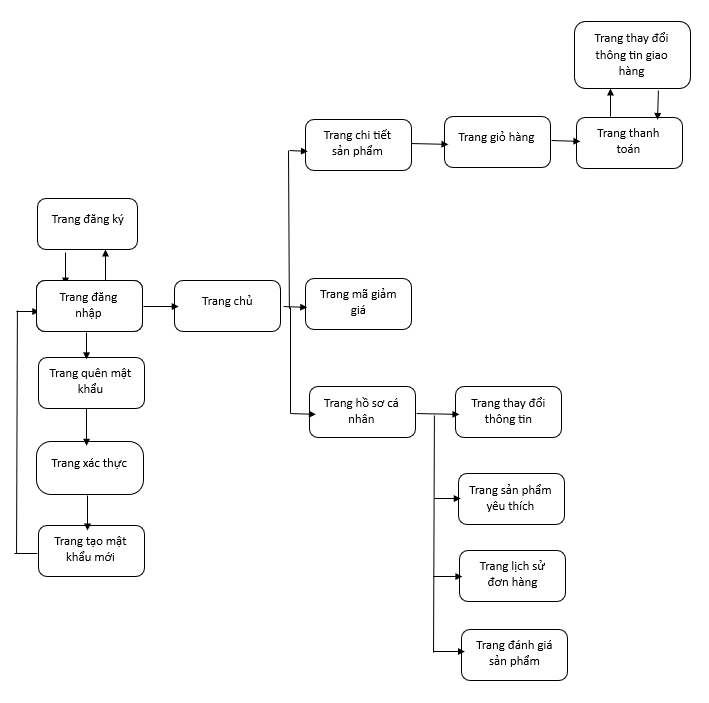 Trang thay đổi
thông tin giao
hàng
Trang chi tiết
sản phẩm
Trang giỏ hàng
Trang thanh
toán
Trang đăng ký
Trang đăng
nhập
Trang chủ
Trang mã giảm
giá
Trang quên mật
khẩu
Trang hồ sơ cá
nhân
Trang thay đổi
thông tin
Trang xác thực
Trang sản phẩm
yêu thích
Trang tạo mật
khẩu mới
Trang lịch sử
đơn hàng
Trang đánh giá
sản phẩm